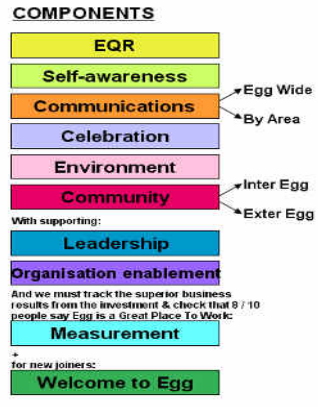 COMPONENTS
EQR
Self-awareness
Communications
Egg Wide
By Area
Celebration
Environment
Community
Inter Egg
Exter Egg
With supporting:
Leadership
Organisation enablement
And we must track the superior business
results from the investment & check that 8 / 10
people say Egg is a Great Place To Work:
Measurement
+
for new joiners:
Welcome to Egg